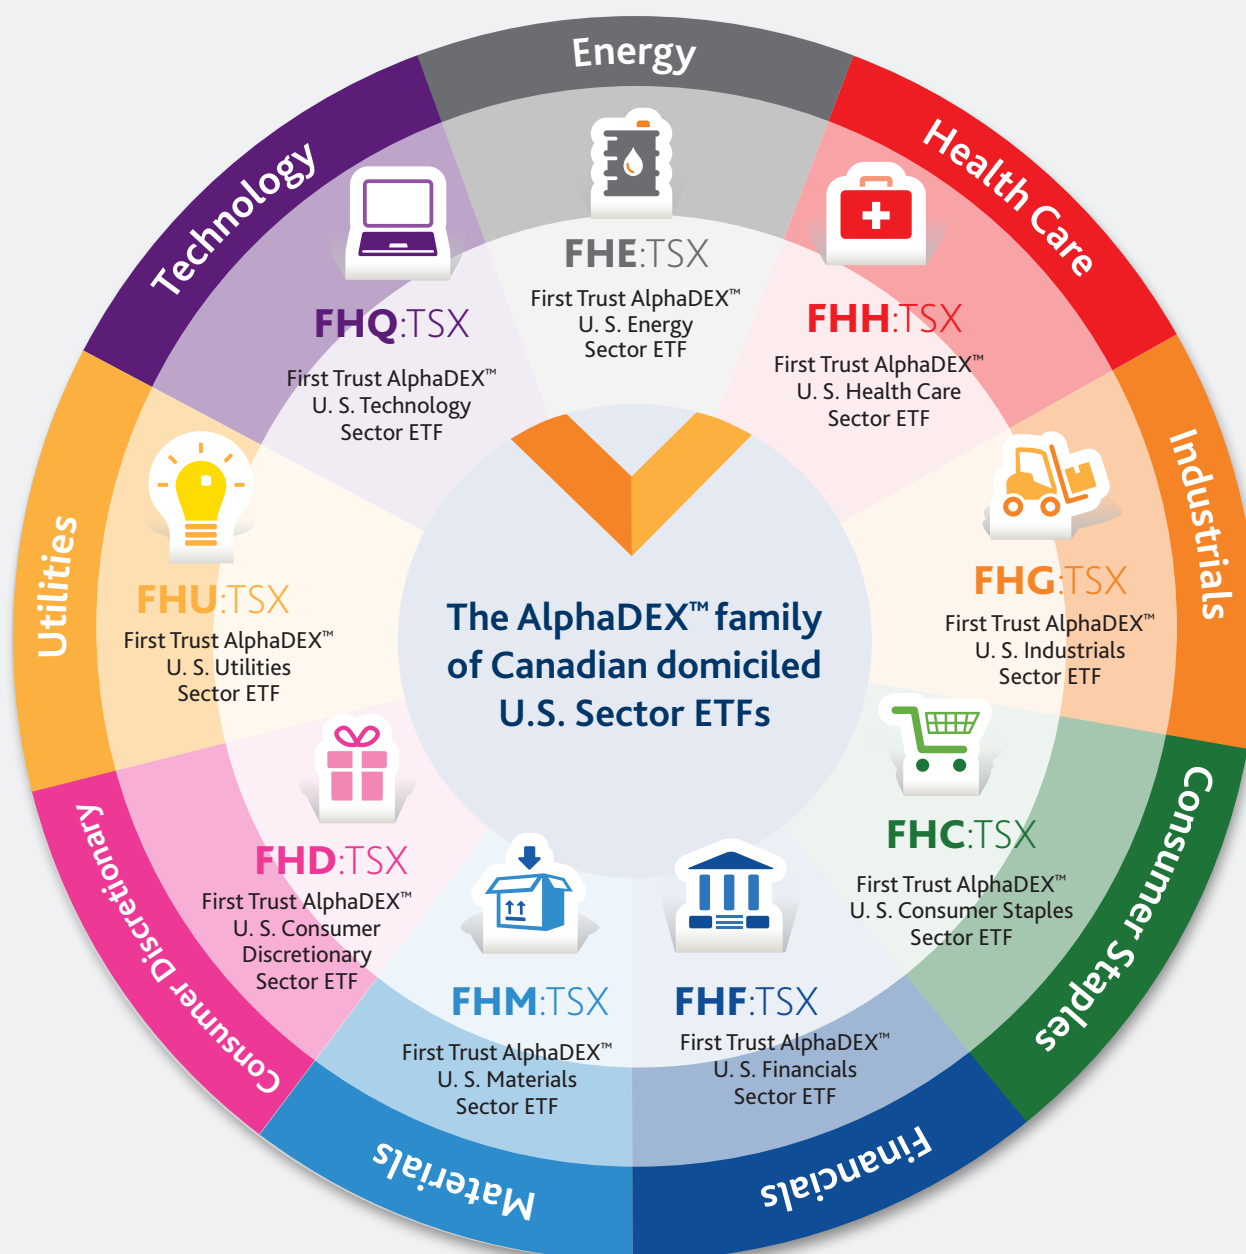 Energy
FHE:TSX
First Trust AlphaDEX™
U. S. Energy
Sector ETF
Health Care
FHH:TSX
First Trust AlphaDEX™
U. S. Health Care
Sector ETF
Industrials
FHG:TSX
First Trust AlphaDEX™
U. S. Industrials
Sector ETF
Consumer Staples
FHC:TSX
First Trust AlphaDEX™
U. S. Consumer Staples
Sector ETF
Financials
FHF:TSX
First Trust AlphaDEX™
U. S. Financials
Sector ETF
Materials
FHM:TSX
First Trust AlphaDEX™
U. S. Materials
Sector ETF
Consumer Discretionary
FHD:TSX
First Trust AlphaDEX™
U. S. Consumer
Discretionary
Sector ETF
Utilities
FHU:TSX
First Trust AlphaDEX™
U. S. Utilities
Sector ETF
Technology
FHQ:TSX
First Trust AlphaDEX™
U. S. Technology
Sector ETF
The AlphaDEX™ family
of Canadian domiciled
U.S. Sector ETFs